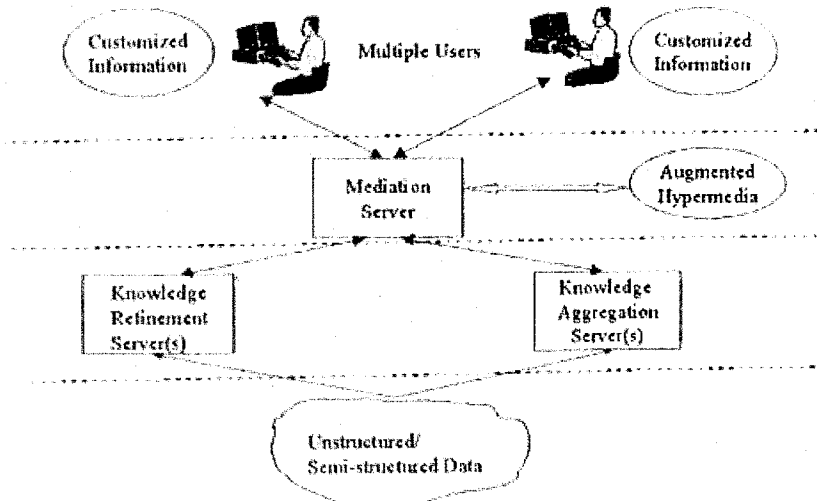 Customized
Information
Multiple Users
Customized
Information
Mediation
Server
Augmented
Hypermedia
Knowledge
Refinement
Server(s)
Knowledge
Aggregation
Server(s)
Unstructured/
Semi-structured Data